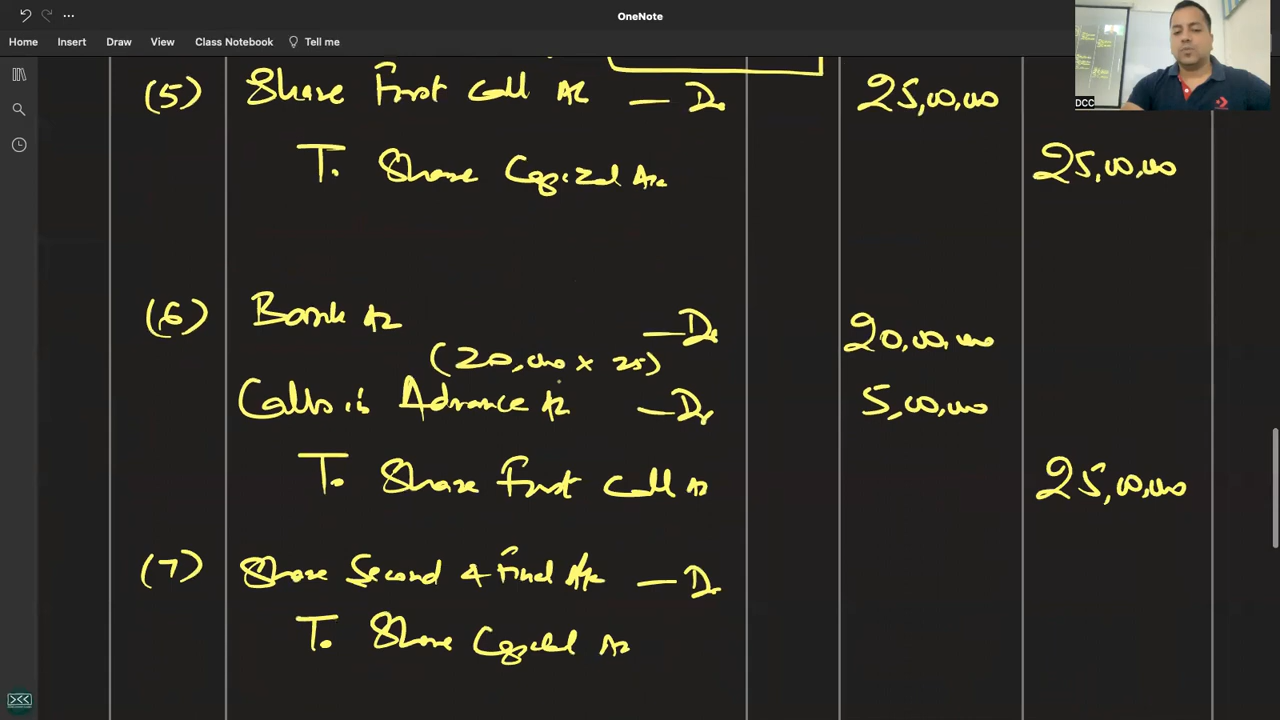 OneNote
Home Insert Draw View Class Notebook Tell me
DCC
(5) Share First Call A/c — Dr 25,00,000
To Share Capital A/c 25,00,000
(6) Bank A/c — Dr 20,00,000
(20,000 × 25)
Calls in Advance A/c — Dr 5,00,000
To Share First Call A/c 25,00,000
(7) Share Second & Final A/c — Dr
To Share Capital A/c